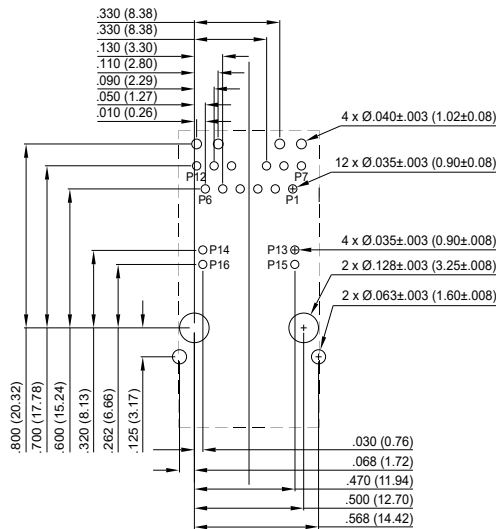 .330 (8.38)
.330 (8.38)
.130 (3.30)
.110 (2.80)
.090 (2.29)
.050 (1.27)
.010 (0.26)
4 x Ø.040±.003 (1.02±0.08)
P12
P7
12 x Ø.035±.003 (0.90±0.08)
P6
P1
P14
P13
4 x Ø.035±.003 (0.90±.008)
P16
P15
2 x Ø.128±.003 (3.25±.008)
2 x Ø.063±.003 (1.60±.008)
.800 (20.32)
.700 (17.78)
.600 (15.24)
.320 (8.13)
.262 (6.66)
.125 (3.17)
.030 (0.76)
.068 (1.72)
.470 (11.94)
.500 (12.70)
.568 (14.42)